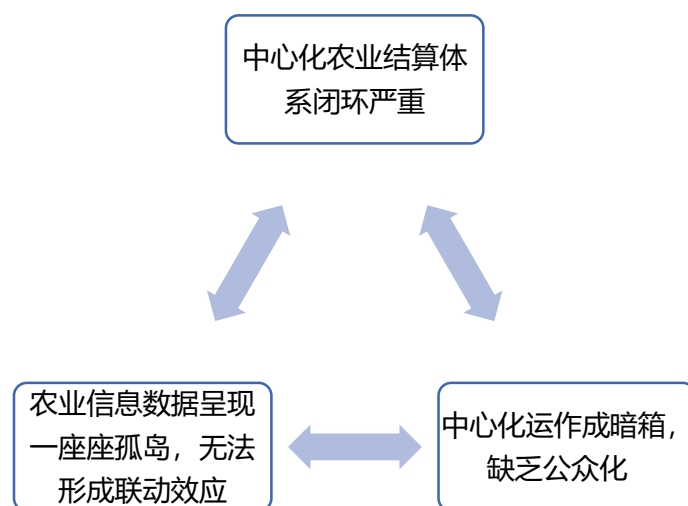 中心化农业结算体
系闭环严重
农业信息数据呈现
一座座孤岛，无法
形成联动效应
中心化运作成暗箱，
缺乏公众化